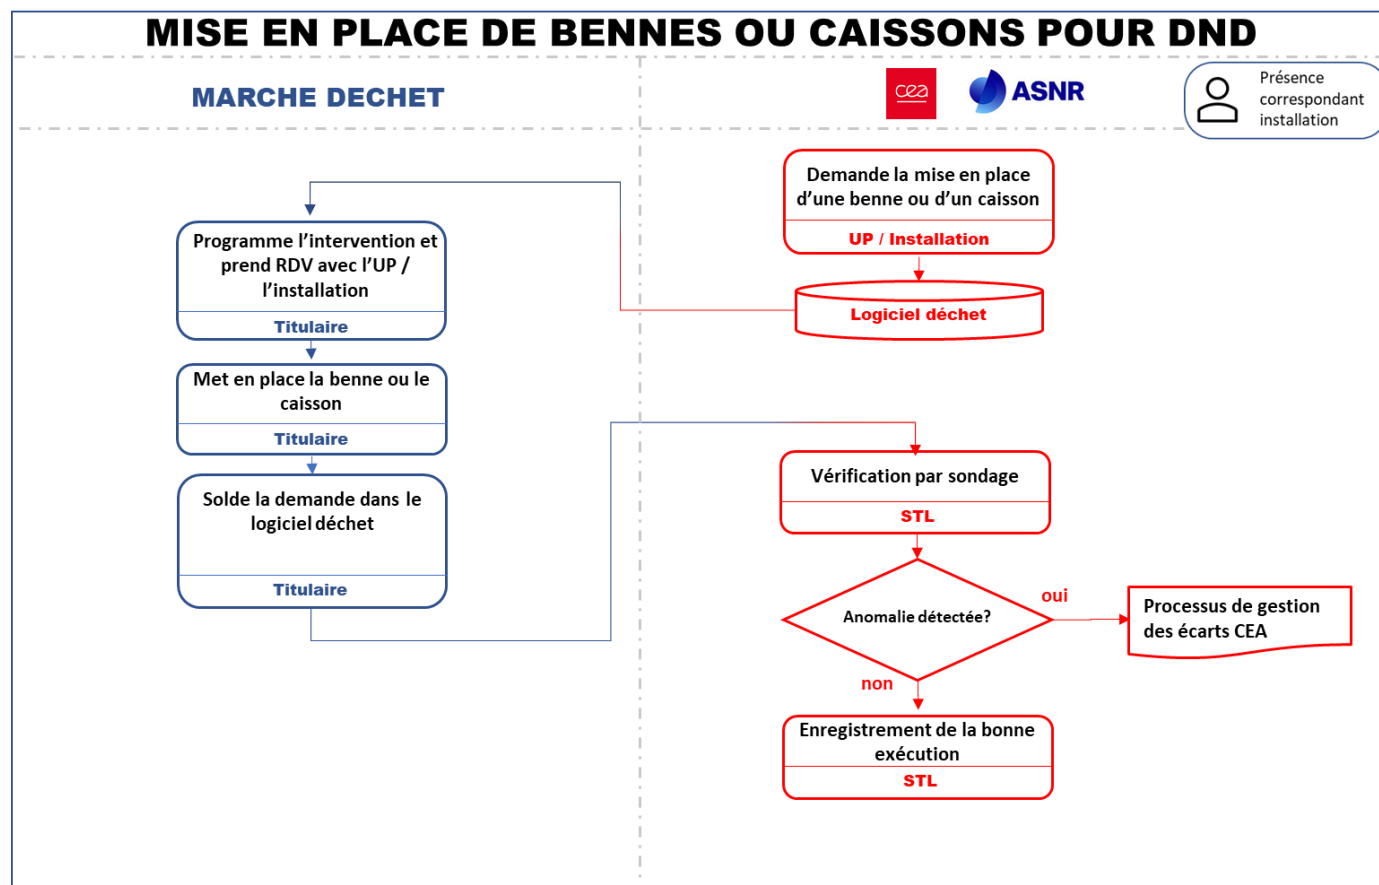 MISE EN PLACE DE BENNES OU CAISSONS POUR DND
MARCHE DECHET
cea
ASNR
Présence
correspondant
installation
Demande la mise en place
d’une benne ou d’un caisson
UP / Installation
Logiciel déchet
Programme l’intervention et
prend RDV avec l’UP /
l’installation
Titulaire
Met en place la benne ou le
caisson
Titulaire
Solde la demande dans le
logiciel déchet
Titulaire
Vérification par sondage
STL
Anomalie détectée?
oui
Processus de gestion
des écarts CEA
non
Enregistrement de la bonne
exécution
STL